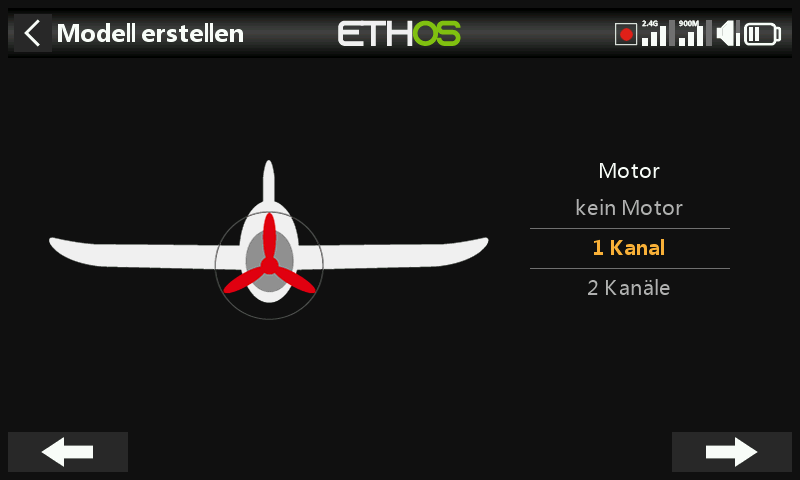 Modell erstellen
ETHOS
2.4G
900M
Motor
kein Motor
1 Kanal
2 Kanäle